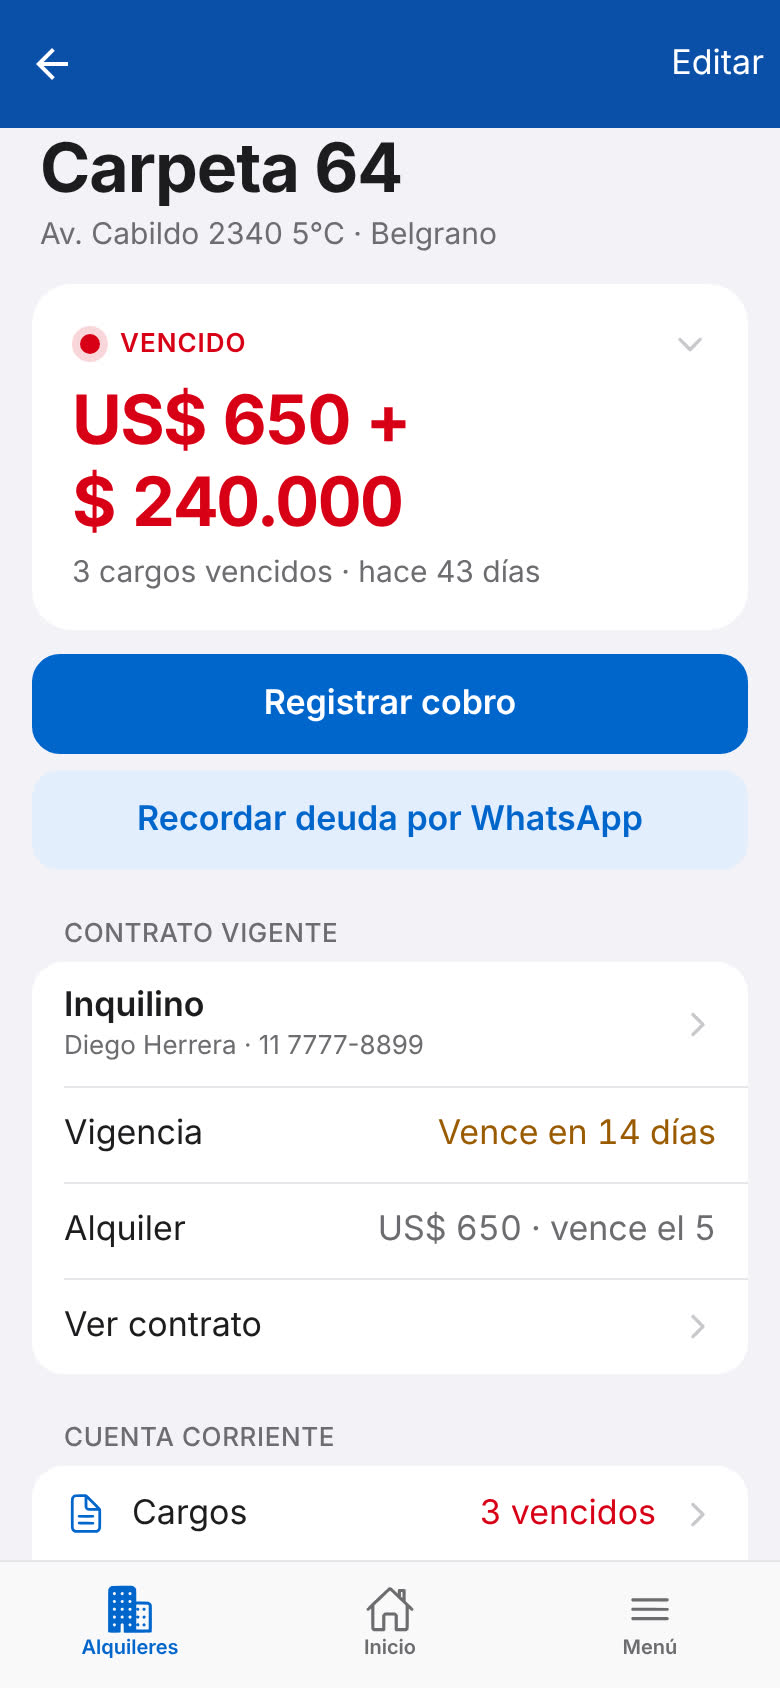 Editar
Carpeta 64
Av. Cabildo 2340 5°C · Belgrano
VENCIDO
US$ 650 +
$ 240.000
3 cargos vencidos · hace 43 días
Registrar cobro
Recordar deuda por WhatsApp
CONTRATO VIGENTE
Inquilino
Diego Herrera · 11 7777-8899
Vigencia Vence en 14 días
Alquiler US$ 650 · vence el 5
Ver contrato
CUENTA CORRIENTE
Cargos 3 vencidos
Alquileres Inicio Menú